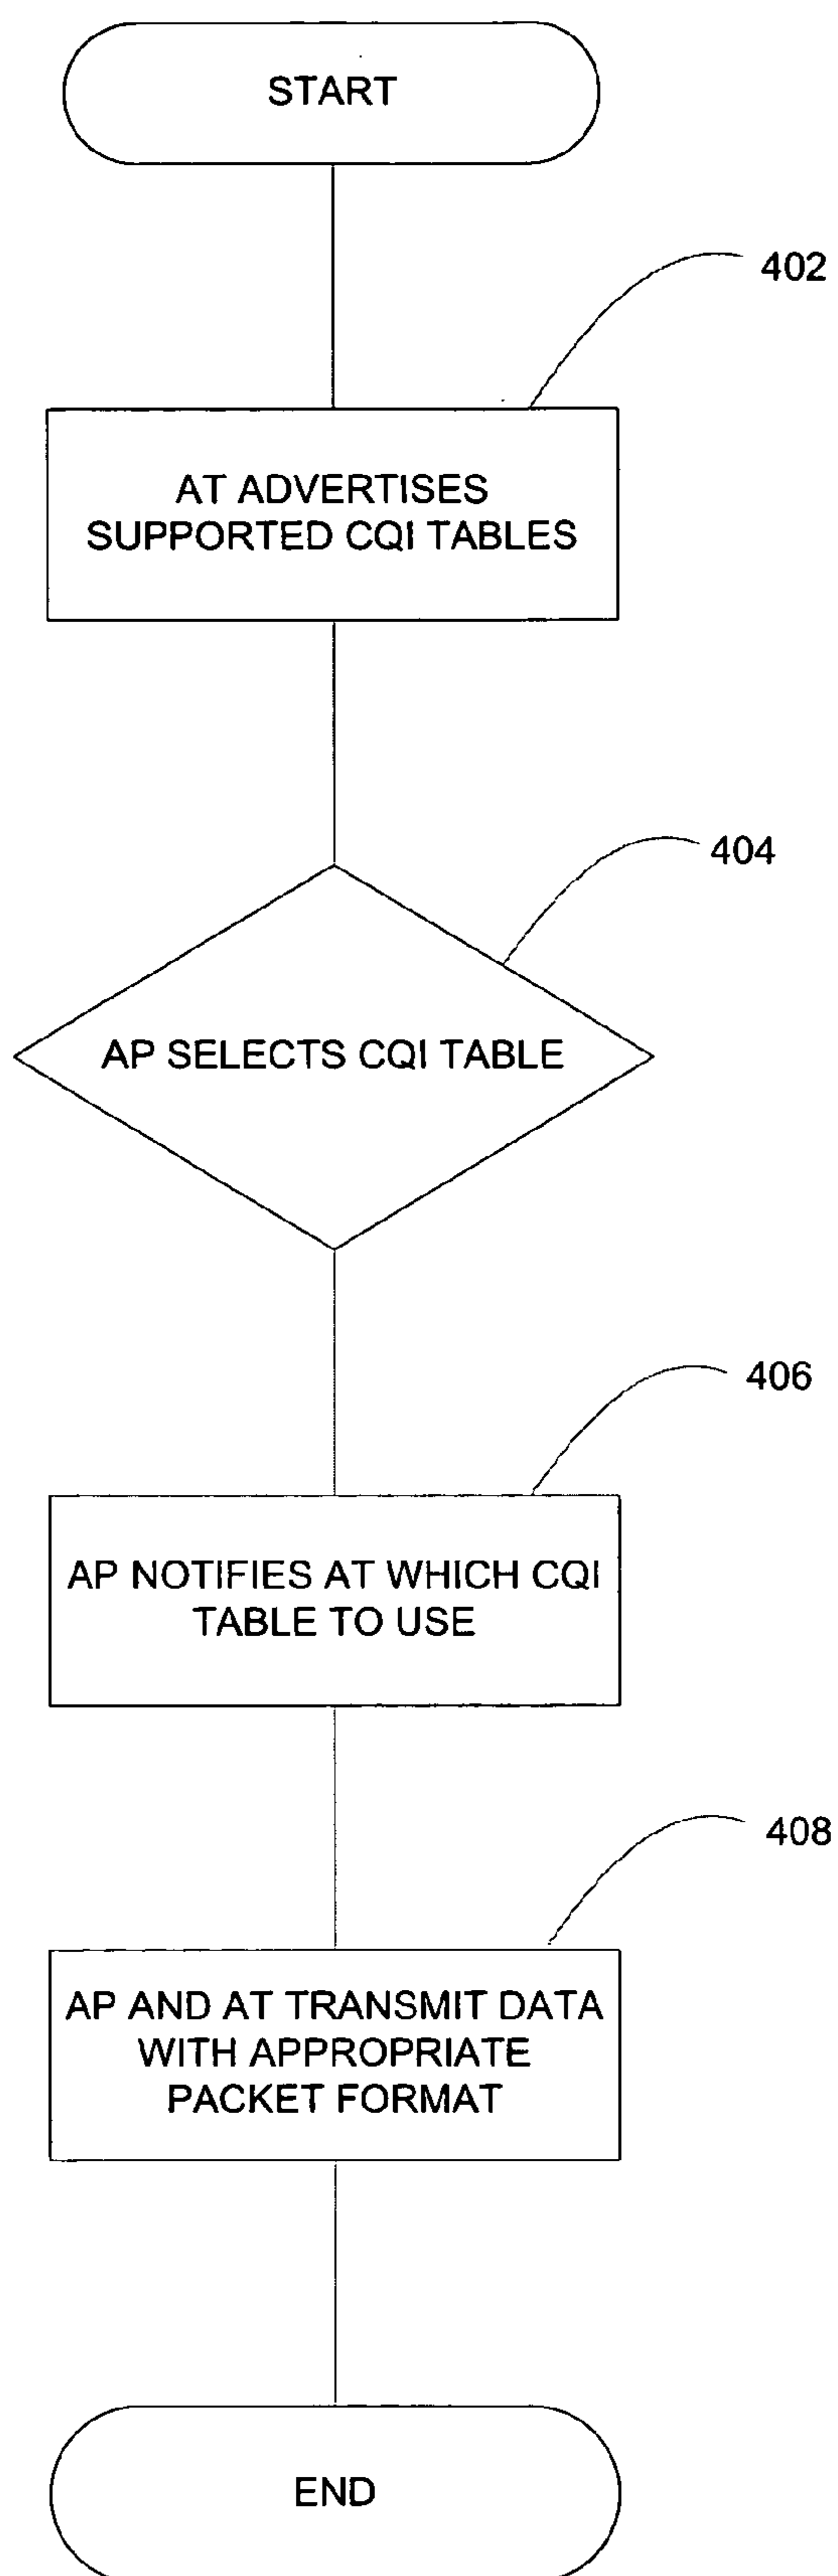 START
402
AT ADVERTISES
SUPPORTED CQI TABLES
404
AP SELECTS CQI TABLE
406
AP NOTIFIES AT WHICH CQI
TABLE TO USE
408
AP AND AT TRANSMIT DATA
WITH APPROPRIATE
PACKET FORMAT
END